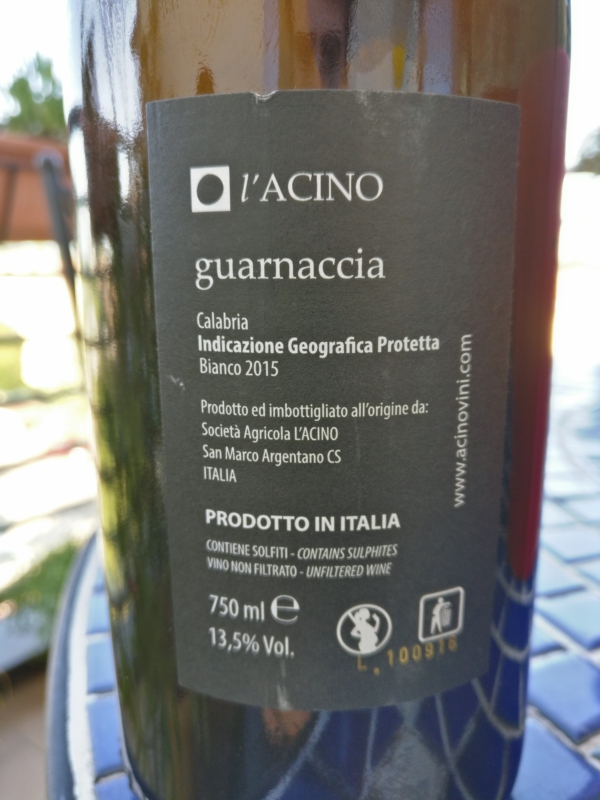 l'ACINO
guarnaccia
Calabria
Indicazione Geografica Protetta
Bianco 2015
Prodotto ed imbottigliato all'origine da:
Società Agricola L'ACINO
San Marco Argentano CS
ITALIA
www.acinovini.com
PRODOTTO IN ITALIA
CONTIENE SOLFITI - CONTAINS SULPHITES
VINO NON FILTRATO - UNFILTERED WINE
750 ml e
13,5% Vol.